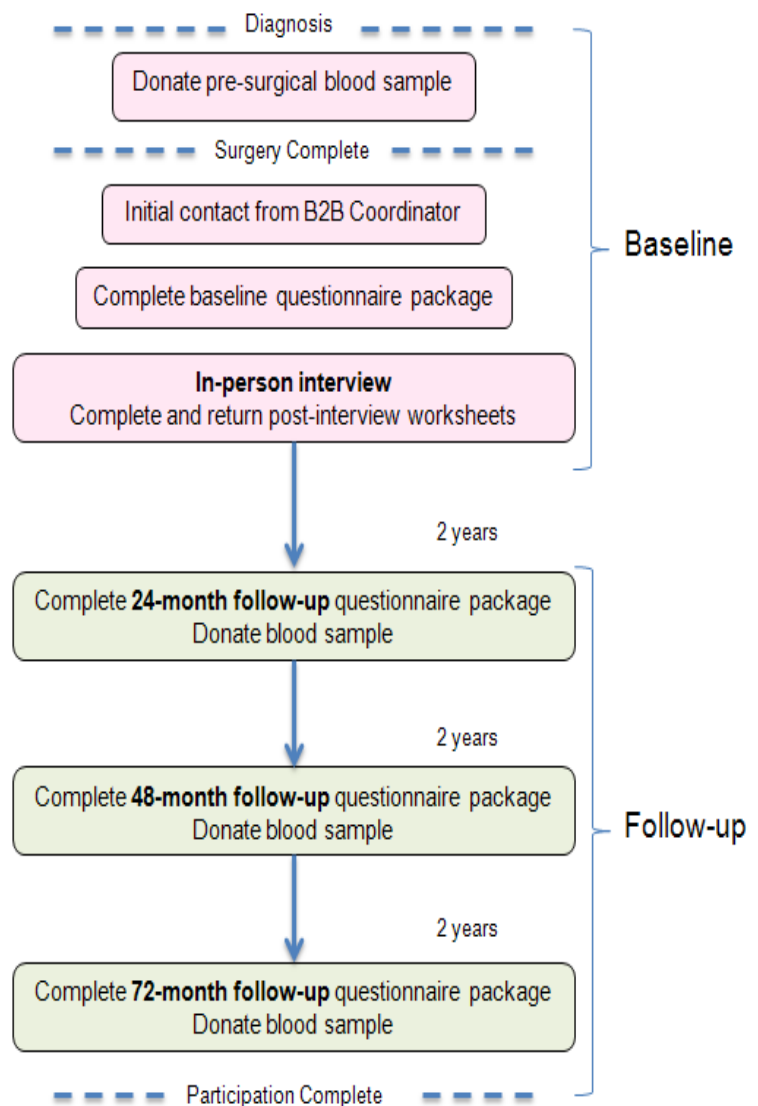 Diagnosis
Donate pre-surgical blood sample
Surgery Complete
Initial contact from B2B Coordinator
Complete baseline questionnaire package
In-person interview
Complete and return post-interview worksheets
Baseline
2 years
Complete 24-month follow-up questionnaire package
Donate blood sample
2 years
Complete 48-month follow-up questionnaire package
Donate blood sample
Follow-up
2 years
Complete 72-month follow-up questionnaire package
Donate blood sample
Participation Complete